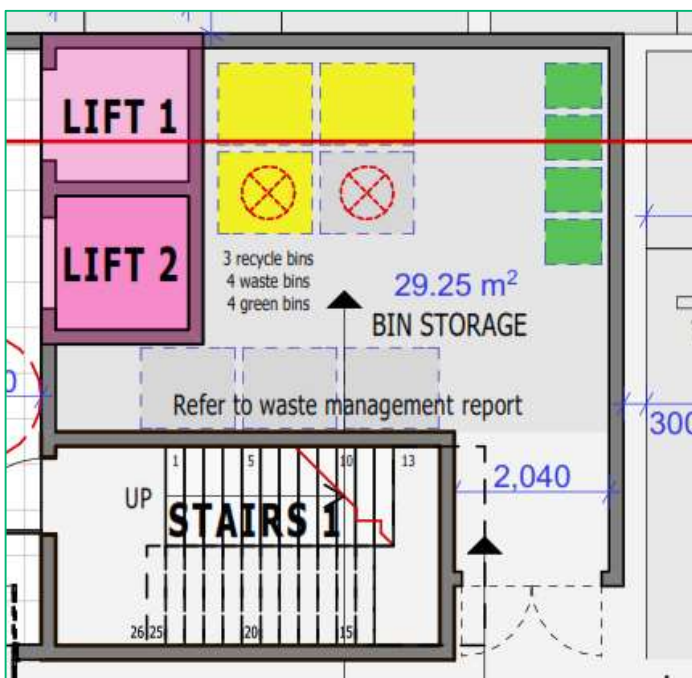 LIFT 1
LIFT 2
3 recycle bins
4 waste bins
4 green bins
29.25 m²
BIN STORAGE
Refer to waste management report
0
300
2,040
1
5
10
13
UP
STAIRS 1
26
25
20
15